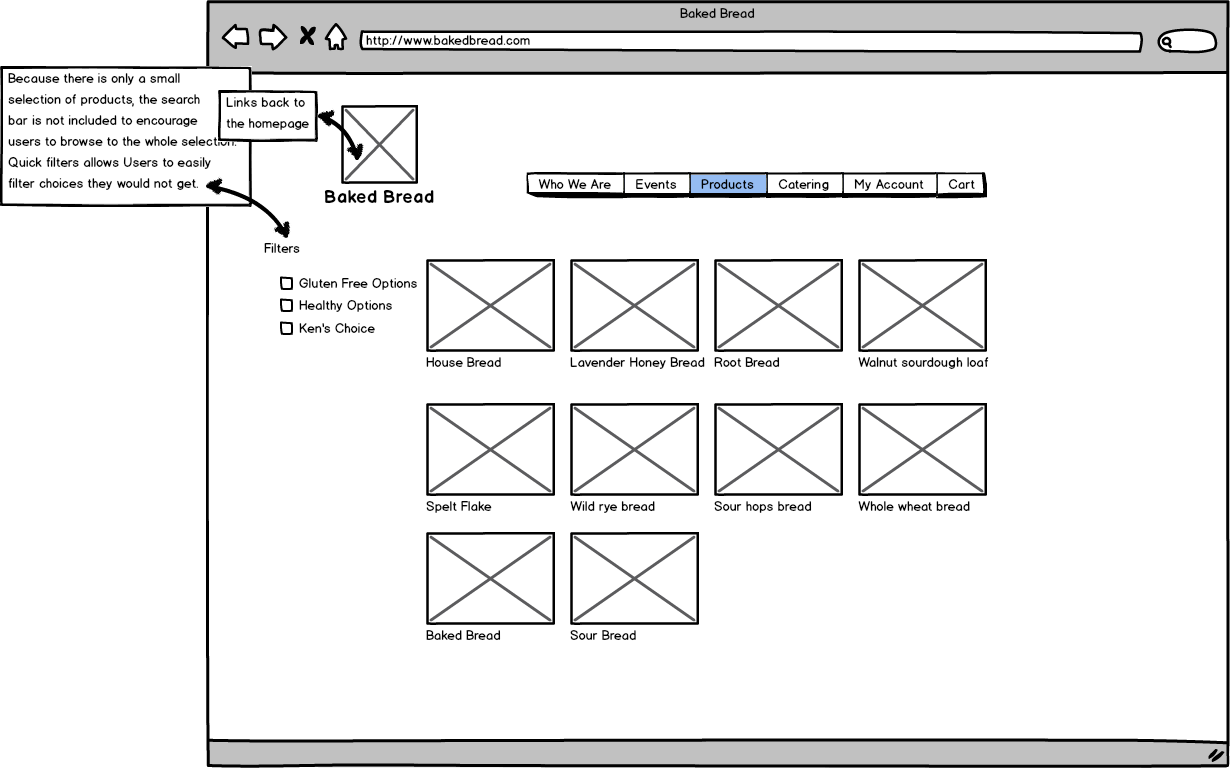 Baked Bread
http://www.bakedbread.com
Because there is only a small
selection of products, the search
bar is not included to encourage
users to browse to the whole selection.
Quick filters allows Users to easily
filter choices they would not get.
Links back to
the homepage
Baked Bread
Who We Are Events Products Catering My Account Cart
Filters
Gluten Free Options
Healthy Options
Ken's Choice
House Bread Lavender Honey Bread Root Bread Walnut sourdough loaf
Spelt Flake Wild rye bread Sour hops bread Whole wheat bread
Baked Bread Sour Bread